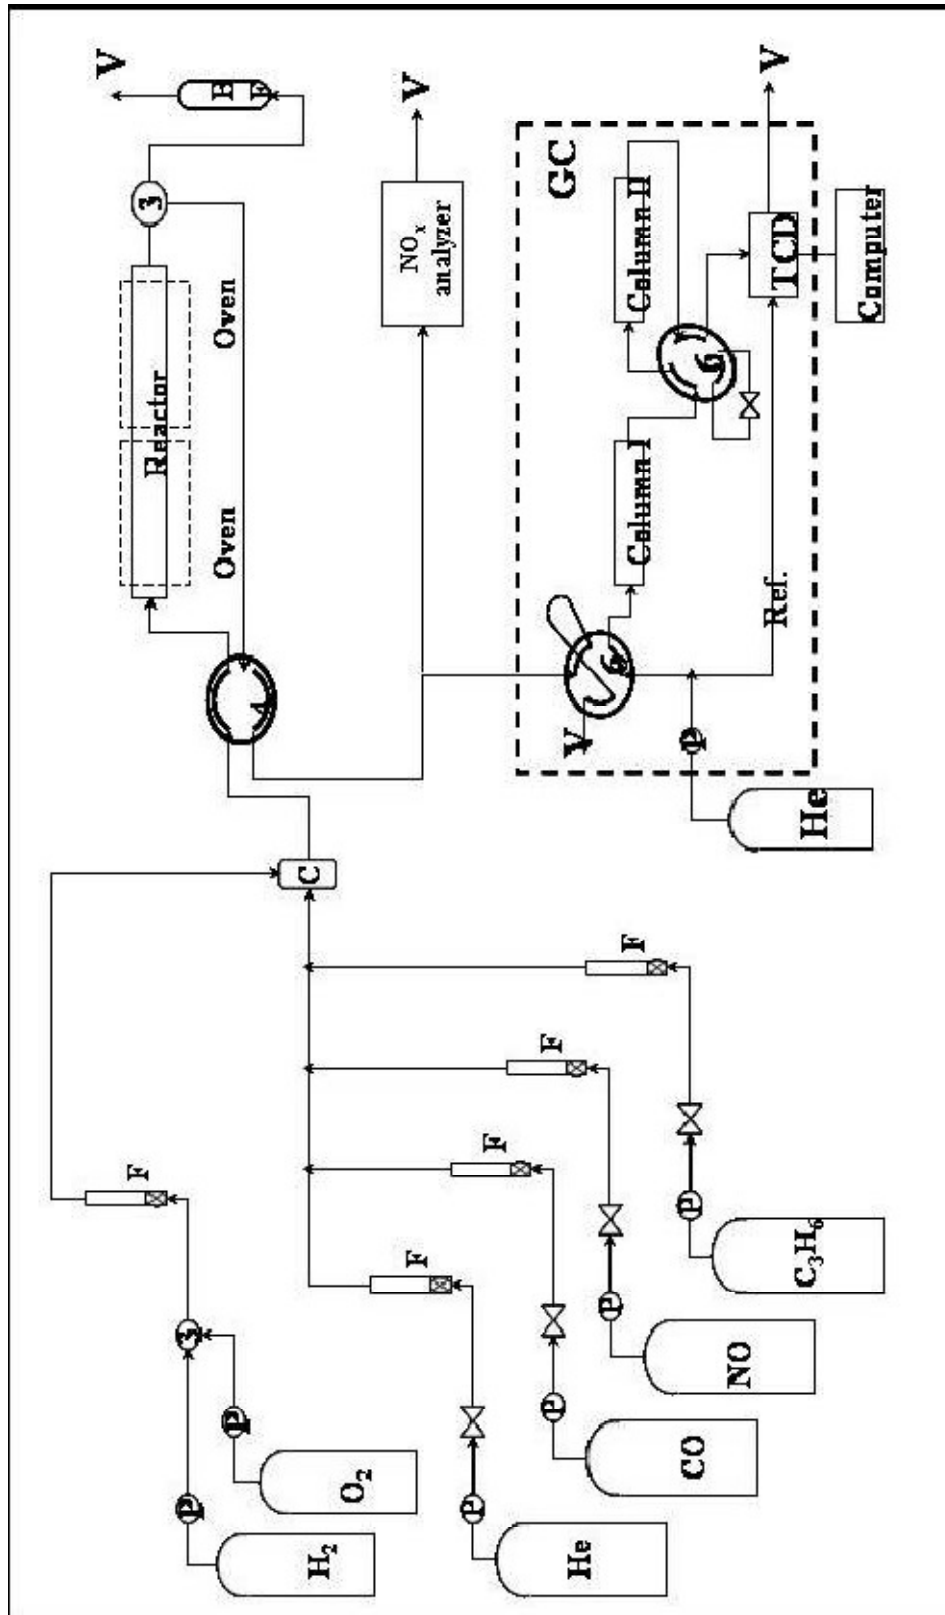 V
B
F
3
Reactor
Oven
Oven
4
NOₓ
analyzer
V
GC
Column II
Column I
6
6
V
TCD
V
Computer
Ref.
P
He
C
F
F
F
F
F
3
P
P
P
P
P
P
H₂
O₂
He
CO
NO
C₃H₆